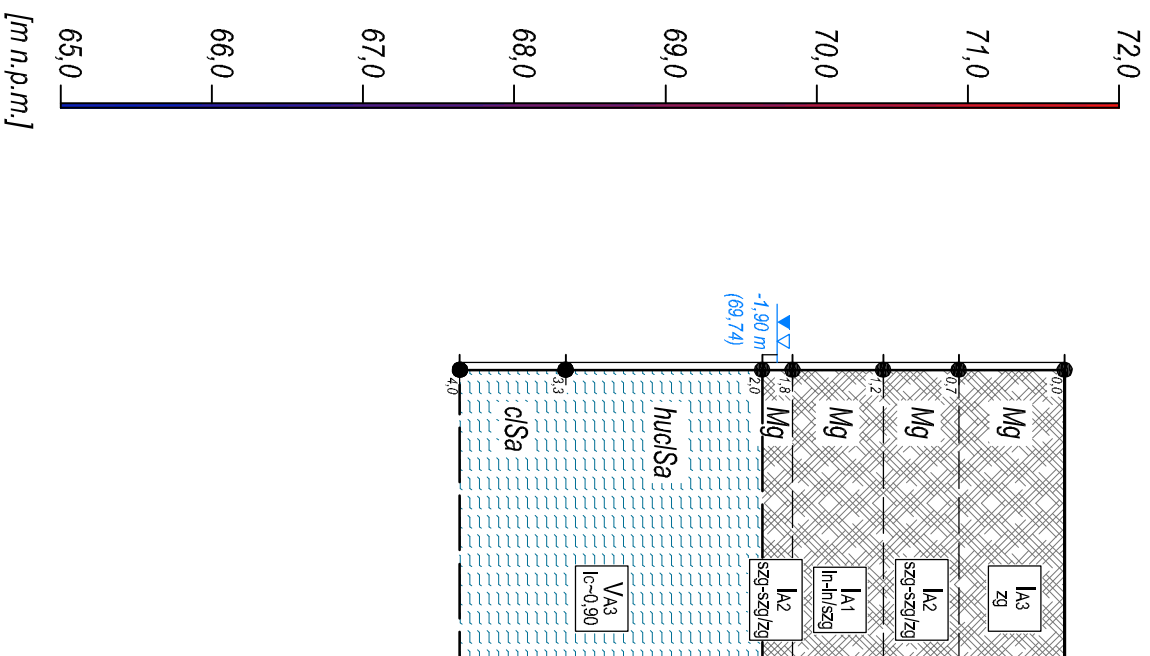 72,0
71,0
70,0
69,0
68,0
67,0
66,0
65,0
[m n.p.m.]
-1,90 m
(69,74)
0,0
Mg
IA3
zg
0,7
Mg
IA2
szg-szg/zg
1,2
Mg
IA1
ln-ln/szg
1,8
Mg
IA2
szg-szg/zg
2,0
huclSa
VA3
Ic~0,90
3,3
clSa
4,0